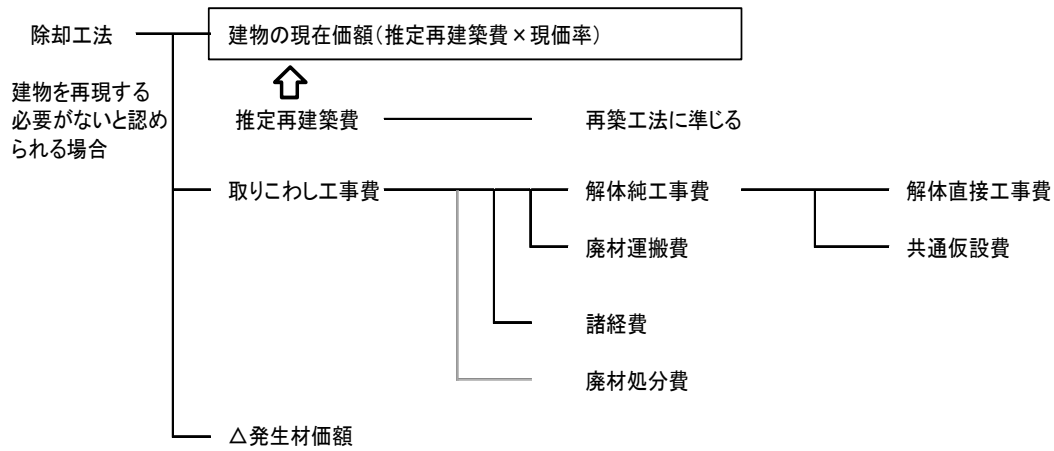 除却工法
建物の現在価額（推定再建築費×現価率）
建物を再現する
必要がないと認め
られる場合
推定再建築費
再築工法に準じる
取りこわし工事費
解体純工事費
解体直接工事費
廃材運搬費
共通仮設費
諸経費
廃材処分費
△発生材価額